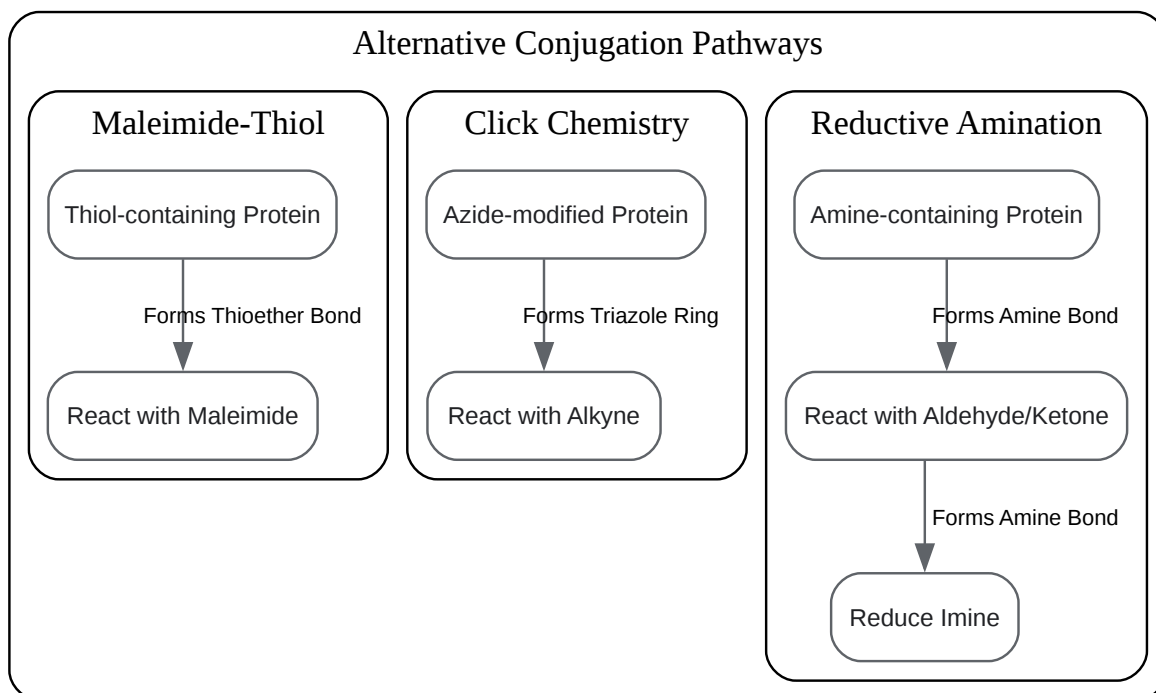 Alternative Conjugation Pathways
Maleimide-Thiol
Thiol-containing Protein
Forms Thioether Bond
React with Maleimide
Click Chemistry
Azide-modified Protein
Forms Triazole Ring
React with Alkyne
Reductive Amination
Amine-containing Protein
Forms Amine Bond
React with Aldehyde/Ketone
Forms Amine Bond
Reduce Imine